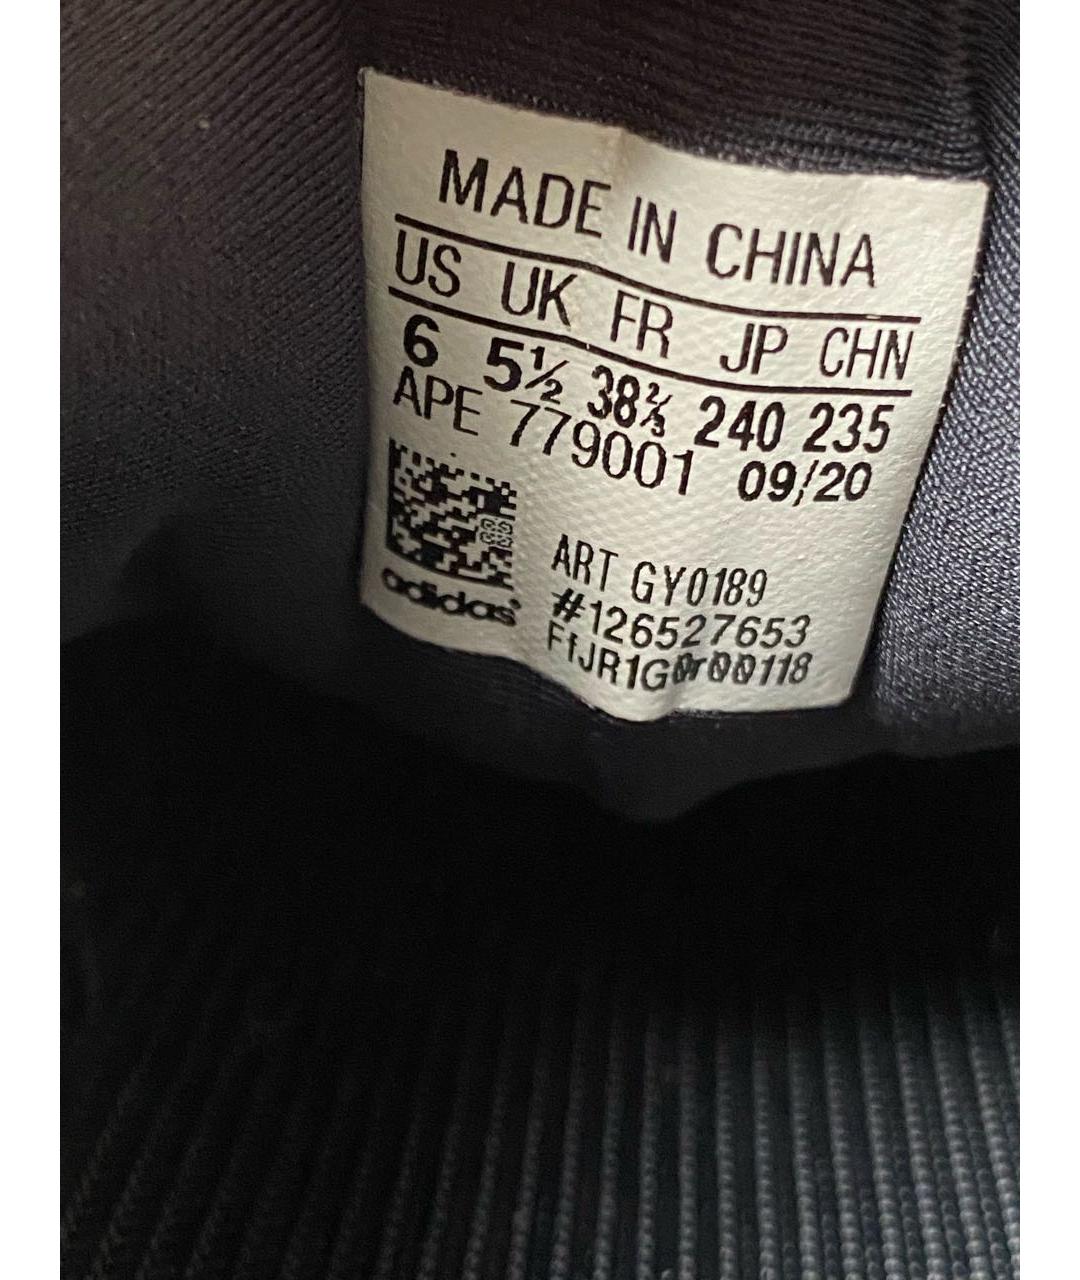 MADE IN CHINA
US UK FR JP CHN
6 5½ 38⅔ 240 235
APE 779001 09/20
adidas
ART GY0189
#126527653
FfJR1G0r00118